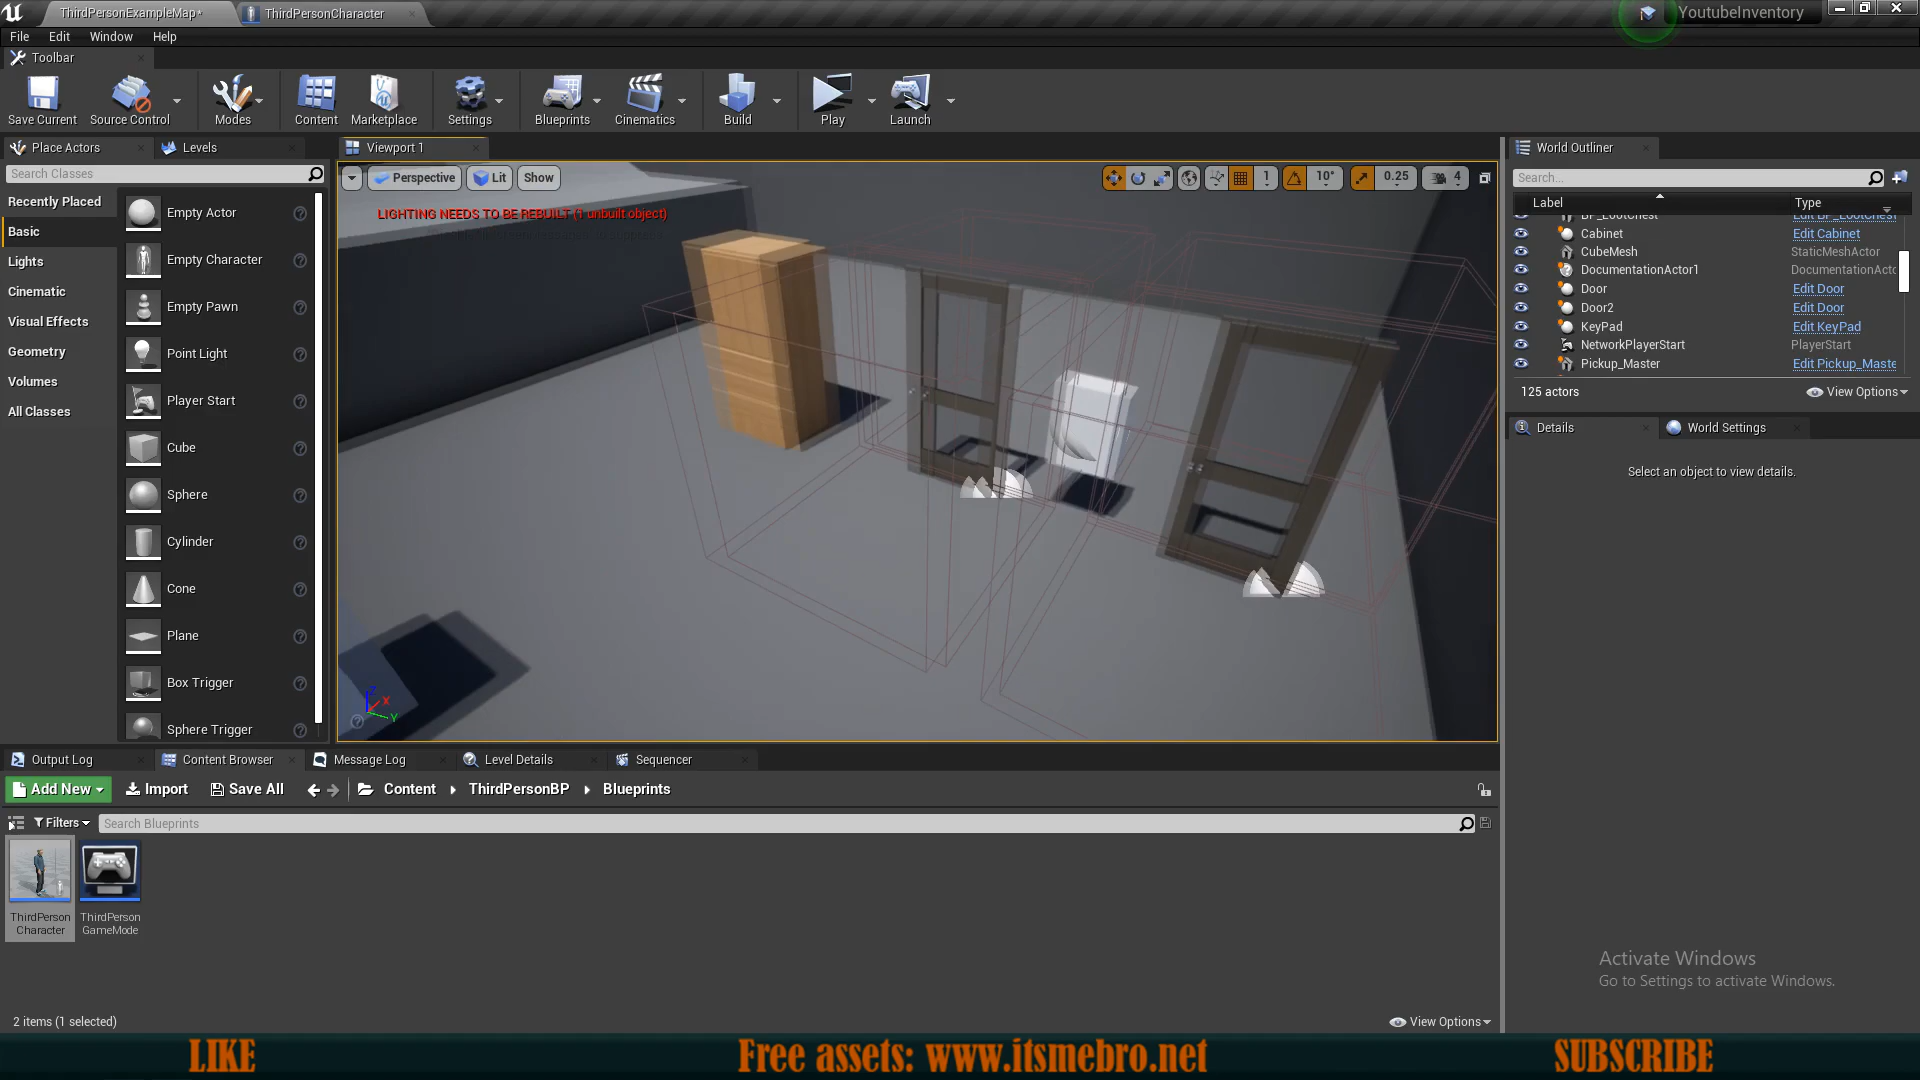 ThirdPersonExampleMap*
ThirdPersonCharacter
YoutubeInventory
File
Edit
Window
Help
Toolbar
Save Current
Source Control
Modes
Content
Marketplace
Settings
Blueprints
Cinematics
Build
Play
Launch
Place Actors
Levels
Viewport 1
World Outliner
Search Classes
Recently Placed
Basic
Lights
Cinematic
Visual Effects
Geometry
Volumes
All Classes
Empty Actor
Empty Character
Empty Pawn
Point Light
Player Start
Cube
Sphere
Cylinder
Cone
Plane
Box Trigger
Sphere Trigger
Perspective
Lit
Show
1
10°
0.25
4
LIGHTING NEEDS TO BE REBUILT (1 unbuilt object)
Z
X
Y
Search...
Label
Type
BP_LootChest
Edit BP_LootChest
Cabinet
Edit Cabinet
CubeMesh
StaticMeshActor
DocumentationActor1
DocumentationActo
Door
Edit Door
Door2
Edit Door
KeyPad
Edit KeyPad
NetworkPlayerStart
PlayerStart
Pickup_Master
Edit Pickup_Maste
125 actors
View Options
Details
World Settings
Select an object to view details.
Output Log
Content Browser
Message Log
Level Details
Sequencer
Add New
Import
Save All
Content
ThirdPersonBP
Blueprints
Filters
Search Blueprints
ThirdPerson
Character
ThirdPerson
GameMode
2 items (1 selected)
View Options
Activate Windows
Go to Settings to activate Windows.
LIKE
Free assets: www.itsmebro.net
SUBSCRIBE